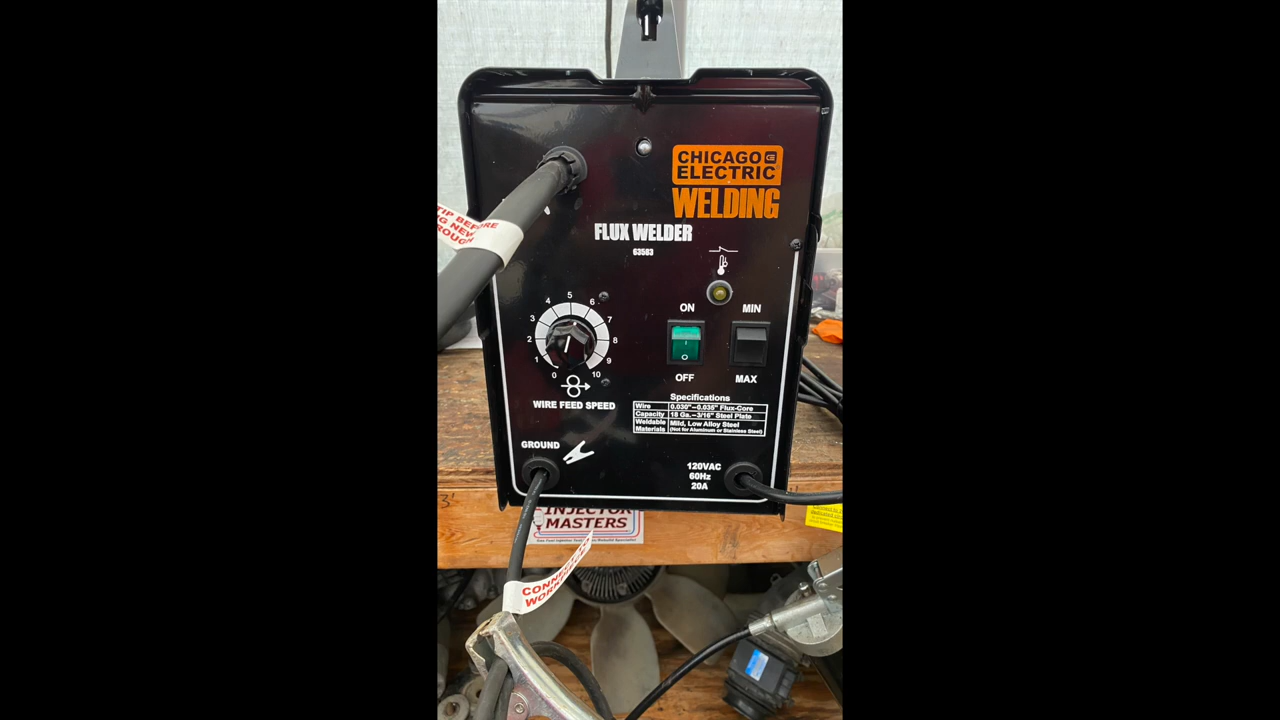 CHICAGO
ELECTRIC
WELDING
TIP BEFORE
FLUX WELDER
63583
ON
MIN
0 1 2 3 4 5 6 7 8 9 10
OFF
MAX
WIRE FEED SPEED
Specifications
Wire 0.030"–0.035" Flux-Core
Capacity 18 Ga.–3/16" Steel Plate
Weldable Materials Mild, Low Alloy Steel
(Not for Aluminum or Stainless Steel)
GROUND
120VAC
60Hz
20A
INJECTOR
MASTERS